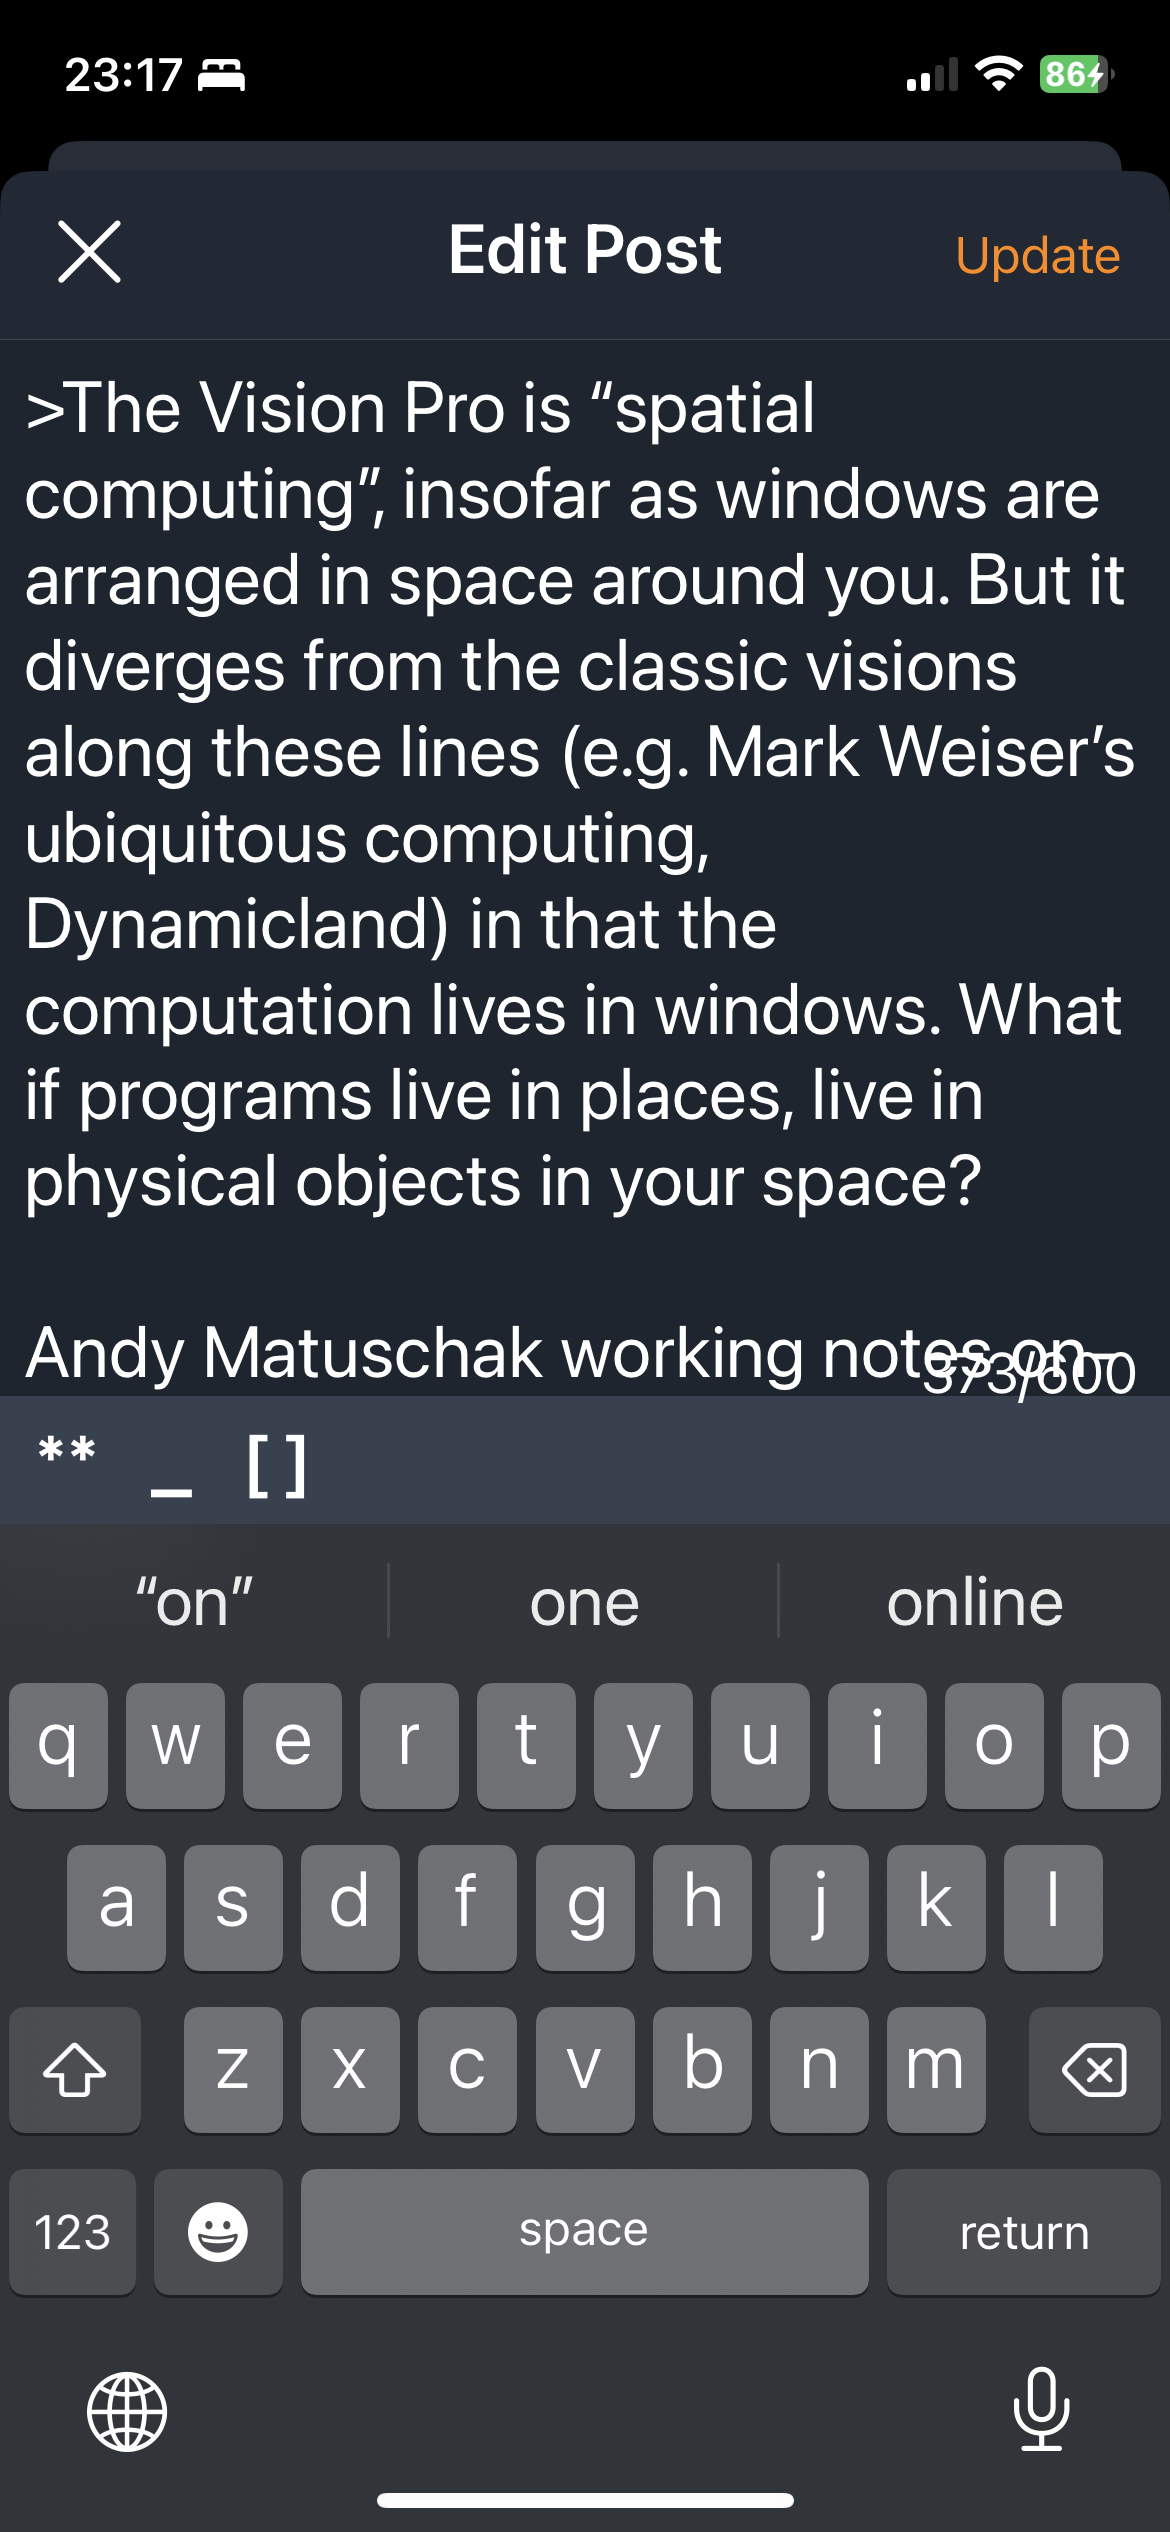 23:17
86
Edit Post
Update
>The Vision Pro is “spatial
computing”, insofar as windows are
arranged in space around you. But it
diverges from the classic visions
along these lines (e.g. Mark Weiser’s
ubiquitous computing,
Dynamicland) in that the
computation lives in windows. What
if programs live in places, live in
physical objects in your space?
Andy Matuschak working notes on
373/600
** _ []
“on” one online
q w e r t y u i o p
a s d f g h j k l
z x c v b n m
123 space return